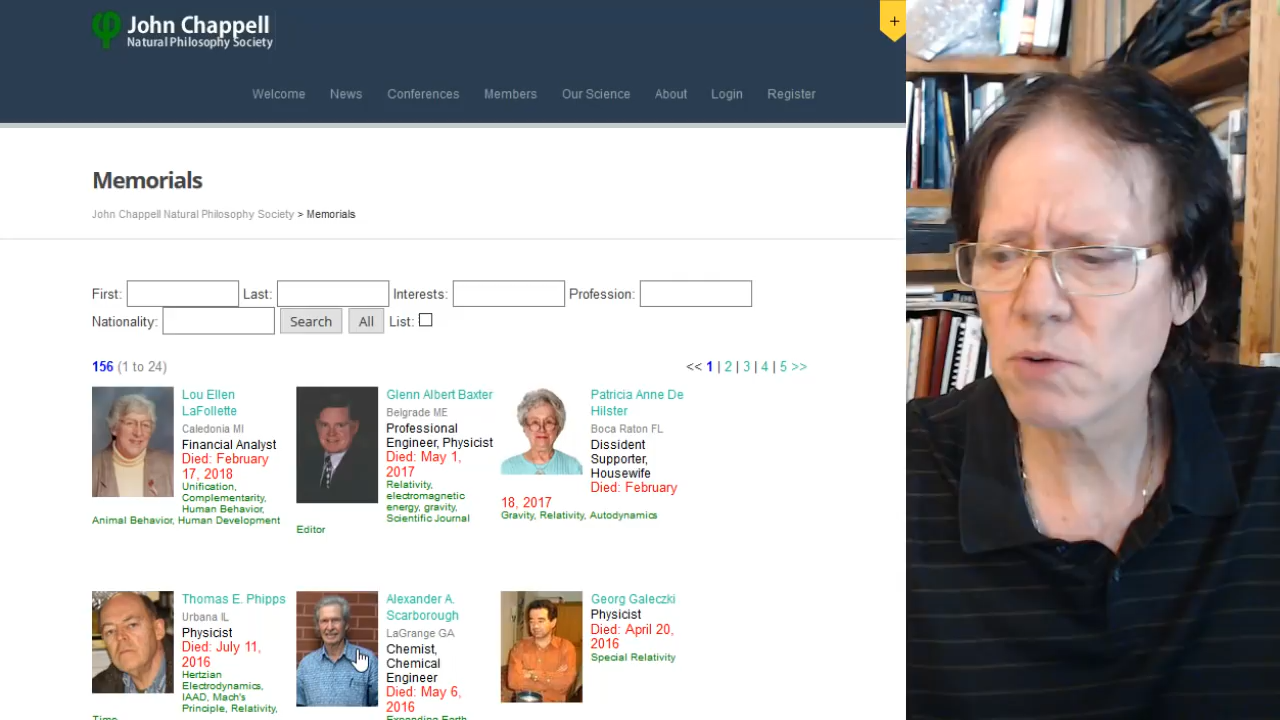 John Chappell
Natural Philosophy Society
+
Welcome News Conferences Members Our Science About Login Register
Memorials
John Chappell Natural Philosophy Society > Memorials
First: Last: Interests: Profession:
Nationality: Search All List:
156 (1 to 24)
<< 1 | 2 | 3 | 4 | 5 >>
Lou Ellen
LaFollette
Caledonia MI
Financial Analyst
Died: February
17, 2018
Unification,
Complementarity,
Human Behavior,
Animal Behavior, Human Development
Glenn Albert Baxter
Belgrade ME
Professional
Engineer, Physicist
Died: May 1,
2017
Relativity,
electromagnetic
energy, gravity,
Scientific Journal
Editor
Patricia Anne De
Hilster
Boca Raton FL
Dissident
Supporter,
Housewife
Died: February
18, 2017
Gravity, Relativity, Autodynamics
Thomas E. Phipps
Urbana IL
Physicist
Died: July 11,
2016
Hertzian
Electrodynamics,
IAAD, Mach's
Principle, Relativity,
Time
Alexander A.
Scarborough
LaGrange GA
Chemist,
Chemical
Engineer
Died: May 6,
2016
Expanding Earth
Georg Galeczki
Physicist
Died: April 20,
2016
Special Relativity